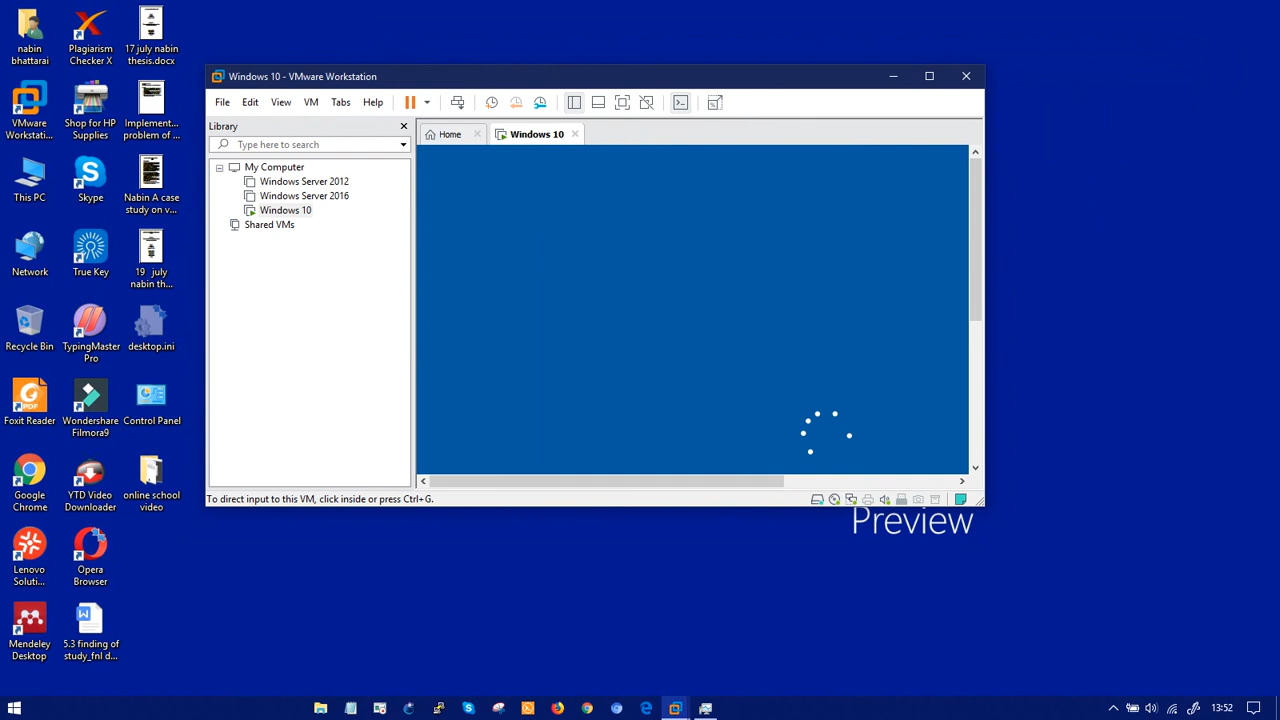 nabin
bhattarai
Plagiarism
Checker X
17 july nabin
thesis.docx
VMware
Workstati...
Shop for HP
Supplies
Implement...
problem of ...
This PC
Skype
Nabin A case
study on v...
Network
True Key
19 july
nabin th...
Recycle Bin
TypingMaster
Pro
desktop.ini
Foxit Reader
Wondershare
Filmora9
Control Panel
Google
Chrome
YTD Video
Downloader
online school
video
Lenovo
Soluti...
Opera
Browser
Mendeley
Desktop
5.3 finding of
study_fnl d...
Windows 10 - VMware Workstation
File Edit View VM Tabs Help
Library
Type here to search
My Computer
Windows Server 2012
Windows Server 2016
Windows 10
Shared VMs
Home
Windows 10
To direct input to this VM, click inside or press Ctrl+G.
Preview
13:52